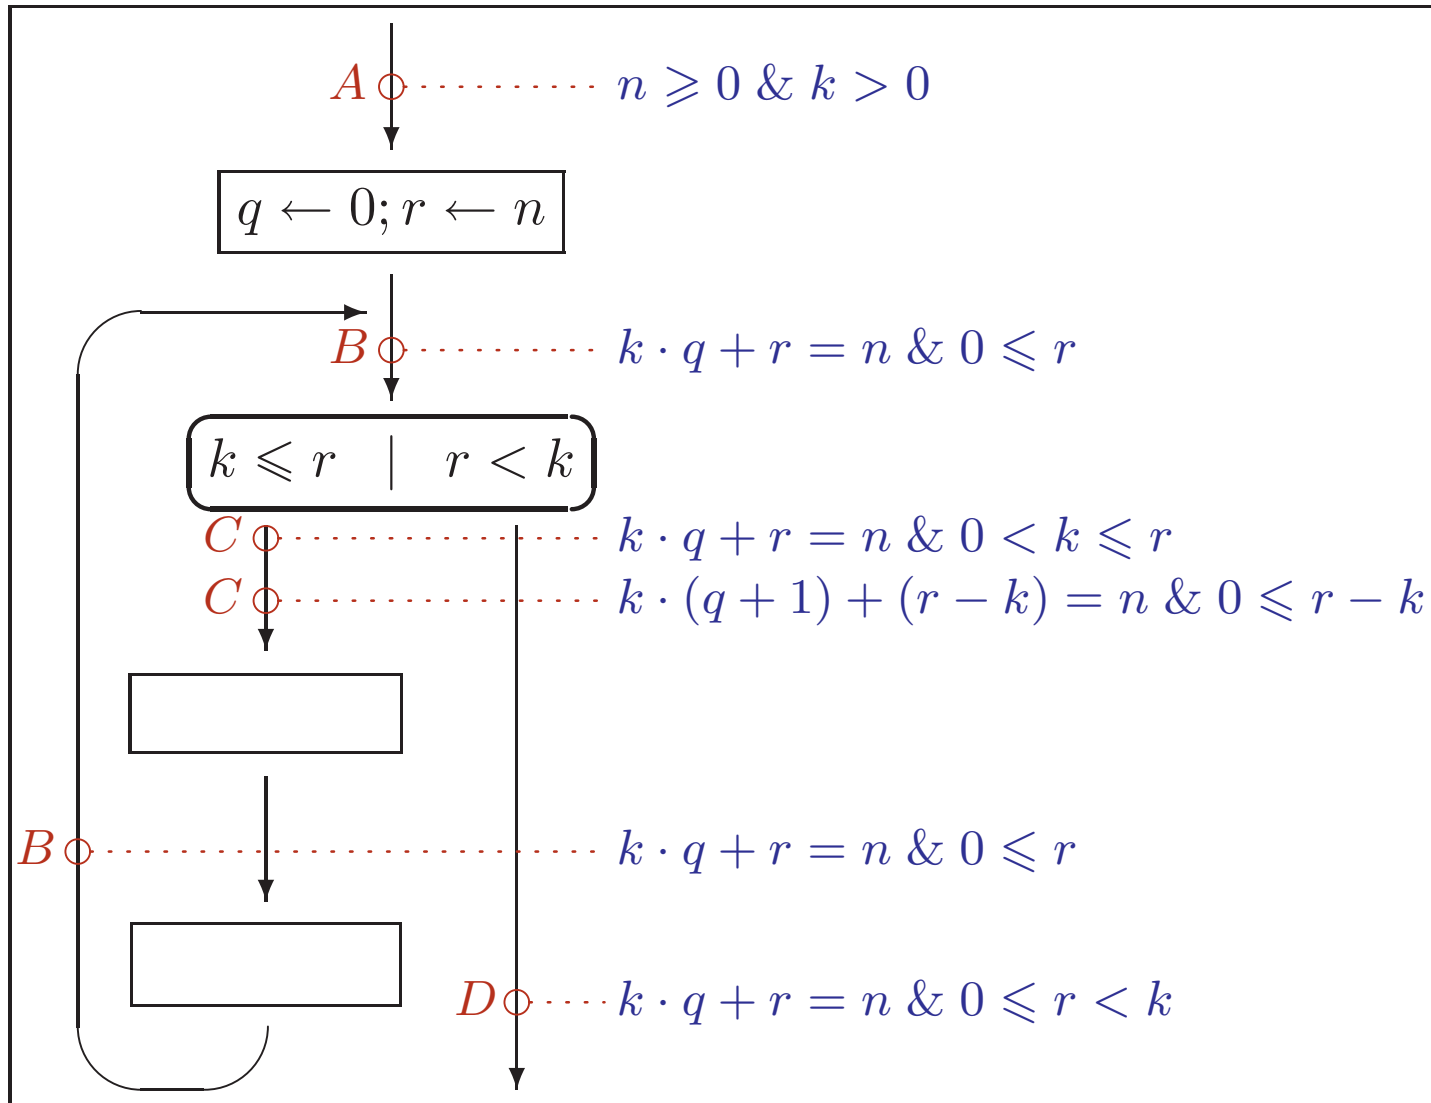 A n ⩾ 0 & k > 0
q ← 0; r ← n
B k · q + r = n & 0 ⩽ r
k ⩽ r | r < k
C k · q + r = n & 0 < k ⩽ r
C k · (q + 1) + (r − k) = n & 0 ⩽ r − k
B k · q + r = n & 0 ⩽ r
D k · q + r = n & 0 ⩽ r < k